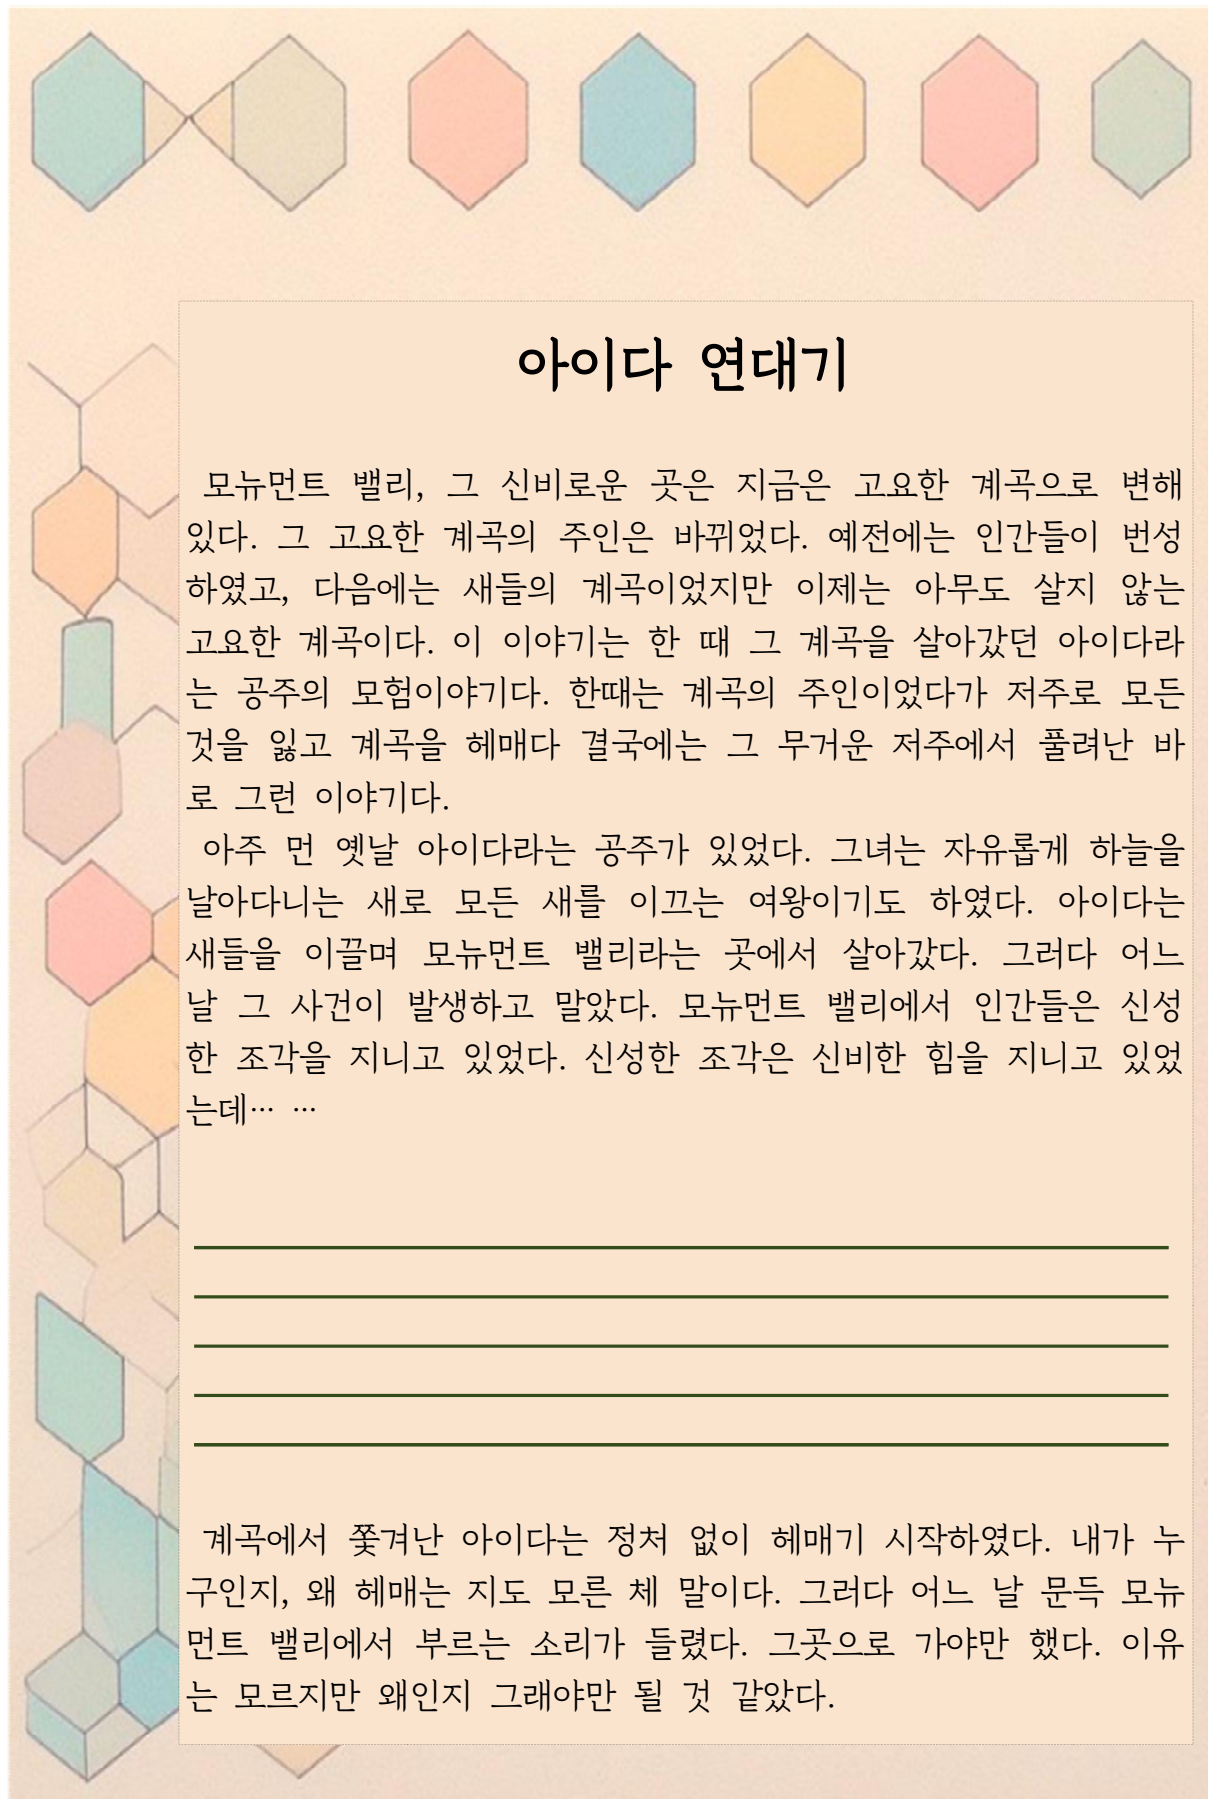 아이다 연대기
모뉴먼트 밸리, 그 신비로운 곳은 지금은 고요한 계곡으로 변해
있다. 그 고요한 계곡의 주인은 바뀌었다. 예전에는 인간들이 번성
하였고, 다음에는 새들의 계곡이었지만 이제는 아무도 살지 않는
고요한 계곡이다. 이 이야기는 한 때 그 계곡을 살아갔던 아이다라
는 공주의 모험이야기다. 한때는 계곡의 주인이었다가 저주로 모든
것을 잃고 계곡을 헤매다 결국에는 그 무거운 저주에서 풀려난 바
로 그런 이야기다.
아주 먼 옛날 아이다라는 공주가 있었다. 그녀는 자유롭게 하늘을
날아다니는 새로 모든 새를 이끄는 여왕이기도 하였다. 아이다는
새들을 이끌며 모뉴먼트 밸리라는 곳에서 살아갔다. 그러다 어느
날 그 사건이 발생하고 말았다. 모뉴먼트 밸리에서 인간들은 신성
한 조각을 지니고 있었다. 신성한 조각은 신비한 힘을 지니고 있었
는데… …
계곡에서 쫓겨난 아이다는 정처 없이 헤매기 시작하였다. 내가 누
구인지, 왜 헤매는 지도 모른 체 말이다. 그러다 어느 날 문득 모뉴
먼트 밸리에서 부르는 소리가 들렸다. 그곳으로 가야만 했다. 이유
는 모르지만 왜인지 그래야만 될 것 같았다.